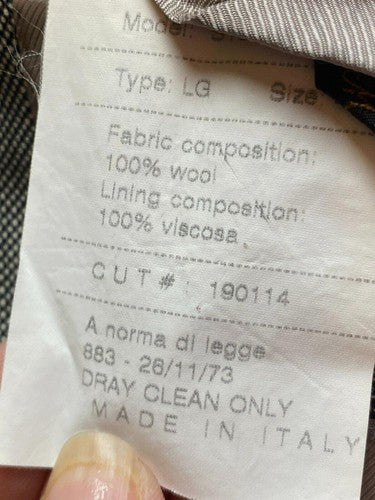 Model:
Type: LG Size:
Fabric composition:
100% wool
Lining composition:
100% viscosa
CUT#: 190114
A norma di legge
883 - 26/11/73
DRAY CLEAN ONLY
MADE IN ITALY